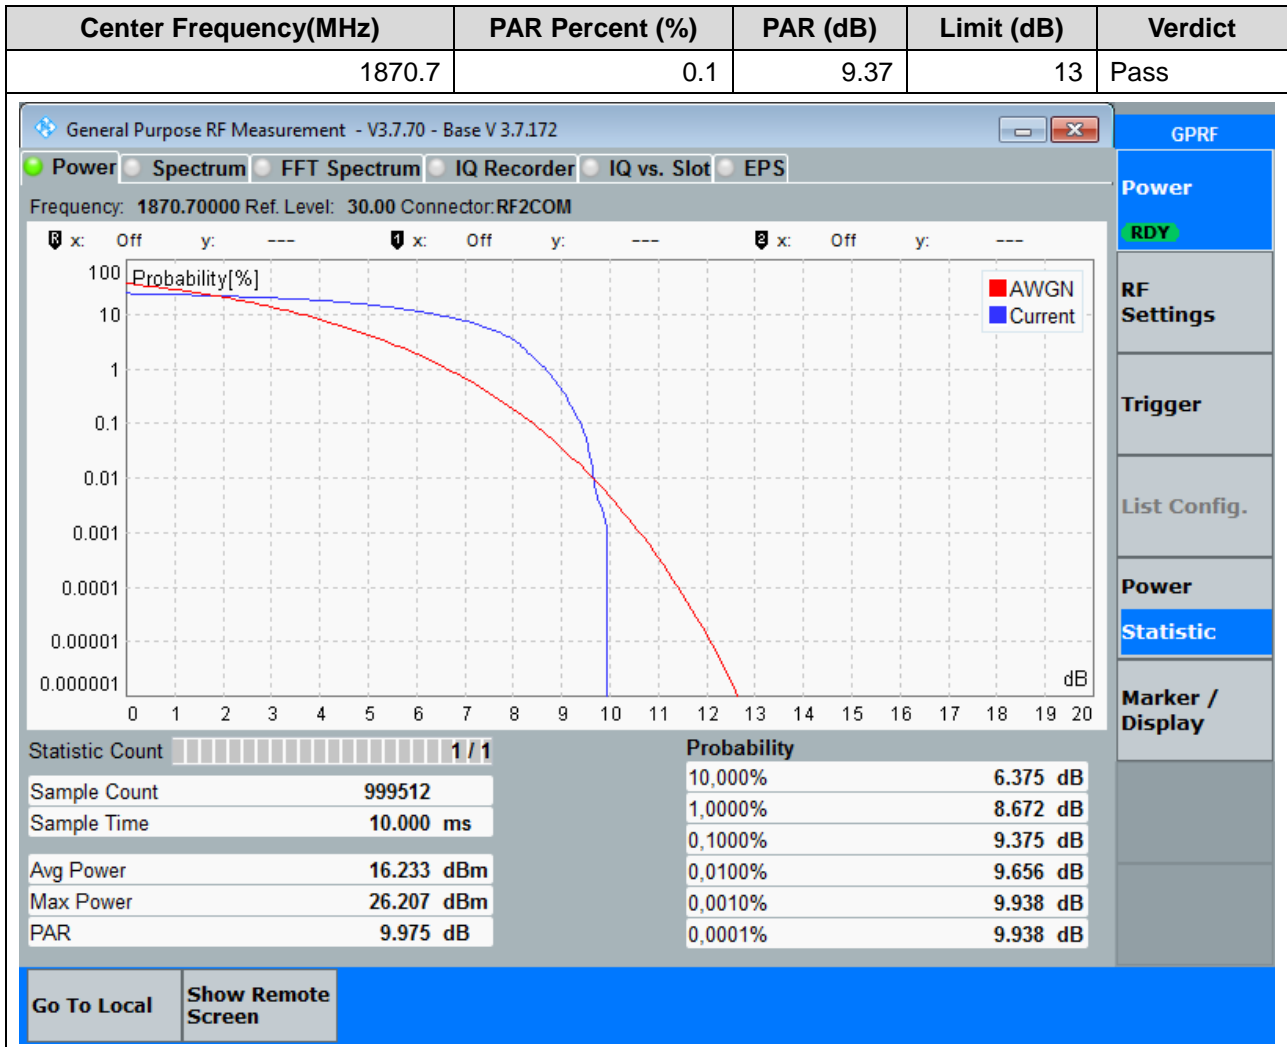 Center Frequency(MHz) PAR Percent (%) PAR (dB) Limit (dB) Verdict
1870.7 0.1 9.37 13 Pass
General Purpose RF Measurement - V3.7.70 - Base V 3.7.172
GPRF
Power Spectrum FFT Spectrum IQ Recorder IQ vs. Slot EPS
Frequency: 1870.70000 Ref. Level: 30.00 Connector:RF2COM
R x: Off y: --- 1 x: Off y: --- 2 x: Off y: ---
Probability[%]
AWGN
Current
100
10
1
0.1
0.01
0.001
0.0001
0.00001
0.000001
dB
0 1 2 3 4 5 6 7 8 9 10 11 12 13 14 15 16 17 18 19 20
Statistic Count 1 / 1
Sample Count 999512
Sample Time 10.000 ms
Avg Power 16.233 dBm
Max Power 26.207 dBm
PAR 9.975 dB
Probability
10,000% 6.375 dB
1,0000% 8.672 dB
0,1000% 9.375 dB
0,0100% 9.656 dB
0,0010% 9.938 dB
0,0001% 9.938 dB
Power
RDY
RF
Settings
Trigger
List Config.
Power
Statistic
Marker /
Display
Go To Local
Show Remote
Screen